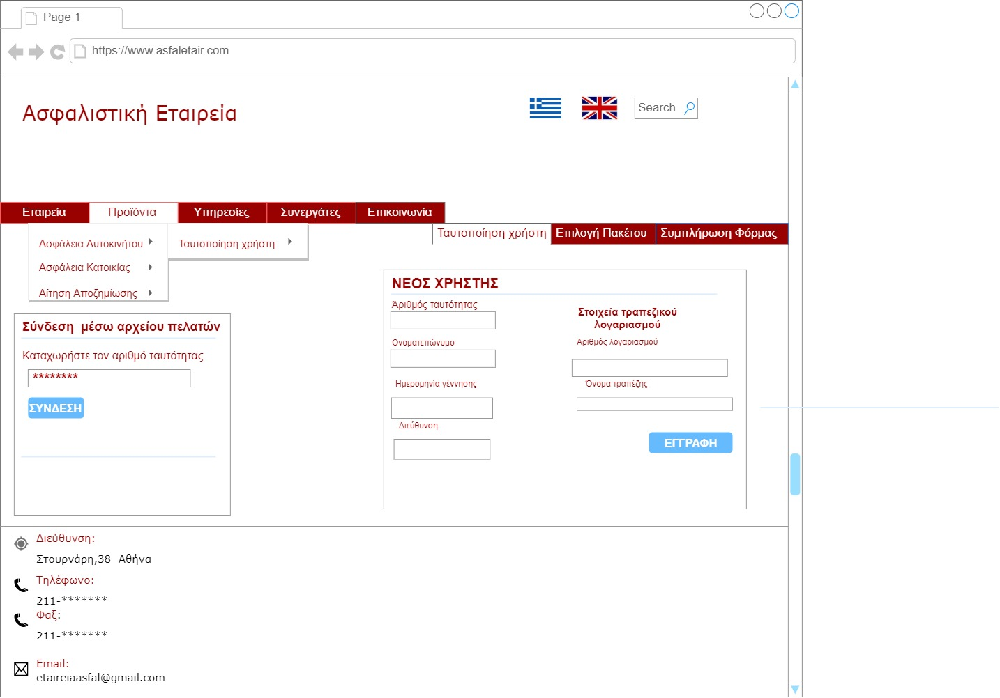 Page 1
https://www.asfaletair.com
Ασφαλιστική Εταιρεία
Search
Εταιρεία
Προϊόντα
Υπηρεσίες
Συνεργάτες
Επικοινωνία
Ταυτοποίηση χρήστη
Επιλογή Πακέτου
Συμπλήρωση Φόρμας
Ασφάλεια Αυτοκινήτου
Ταυτοποίηση χρήστη
Ασφάλεια Κατοικίας
Αίτηση Αποζημίωσης
Σύνδεση μέσω αρχείου πελατών
Καταχωρήστε τον αριθμό ταυτότητας
********
ΣΥΝΔΕΣΗ
ΝΕΟΣ ΧΡΗΣΤΗΣ
Άριθμός ταυτότητας
Ονοματεπώνυμο
Ημερομηνία γέννησης
Διεύθυνση
Στοιχεία τραπεζικού
λογαριασμού
Αριθμός λογαριασμού
Όνομα τραπέζης
ΕΓΓΡΑΦΗ
Διεύθυνση:
Στουρνάρη,38 Αθήνα
Τηλέφωνο:
211-*******
Φαξ:
211-*******
Email:
etaireiaasfal@gmail.com